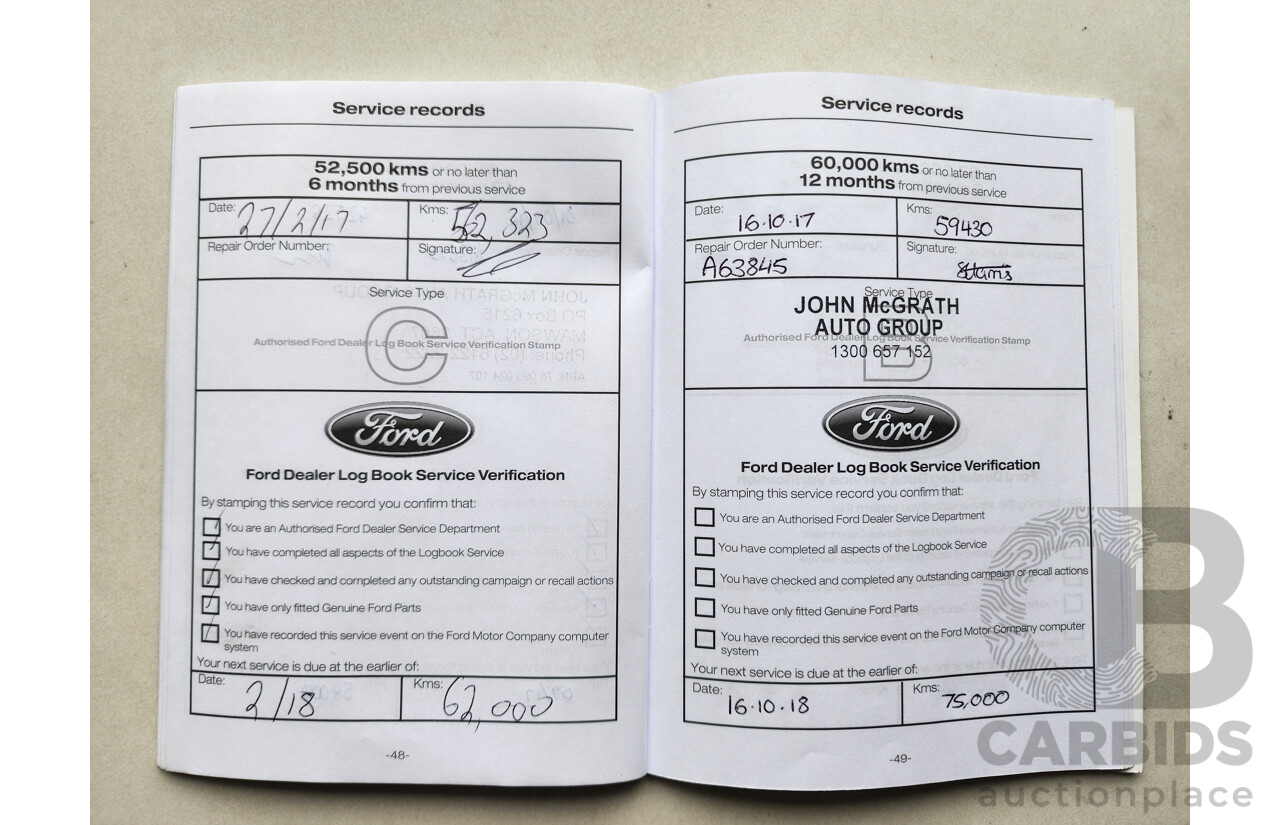 Service records
52,500 kms or no later than
6 months from previous service
Date: 27/2/17
Kms: 52,323
Repair Order Number:
Signature:
Service Type
C
Authorised Ford Dealer Log Book Service Verification Stamp
Ford
Ford Dealer Log Book Service Verification
By stamping this service record you confirm that:
You are an Authorised Ford Dealer Service Department
You have completed all aspects of the Logbook Service
You have checked and completed any outstanding campaign or recall actions
You have only fitted Genuine Ford Parts
You have recorded this service event on the Ford Motor Company computer
system
Your next service is due at the earlier of:
Date: 2/18
Kms: 62,000
-48-
Service records
60,000 kms or no later than
12 months from previous service
Date: 16.10.17
Kms: 59430
Repair Order Number: A63845
Signature:
Service Type
JOHN McGRATH
AUTO GROUP
Authorised Ford Dealer Log Book Service Verification Stamp
1300 657 152
B
Ford
Ford Dealer Log Book Service Verification
By stamping this service record you confirm that:
You are an Authorised Ford Dealer Service Department
You have completed all aspects of the Logbook Service
You have checked and completed any outstanding campaign or recall actions
You have only fitted Genuine Ford Parts
You have recorded this service event on the Ford Motor Company computer
system
Your next service is due at the earlier of:
Date: 16.10.18
Kms: 75,000
-49-
CB
CARBIDS
auctionplace